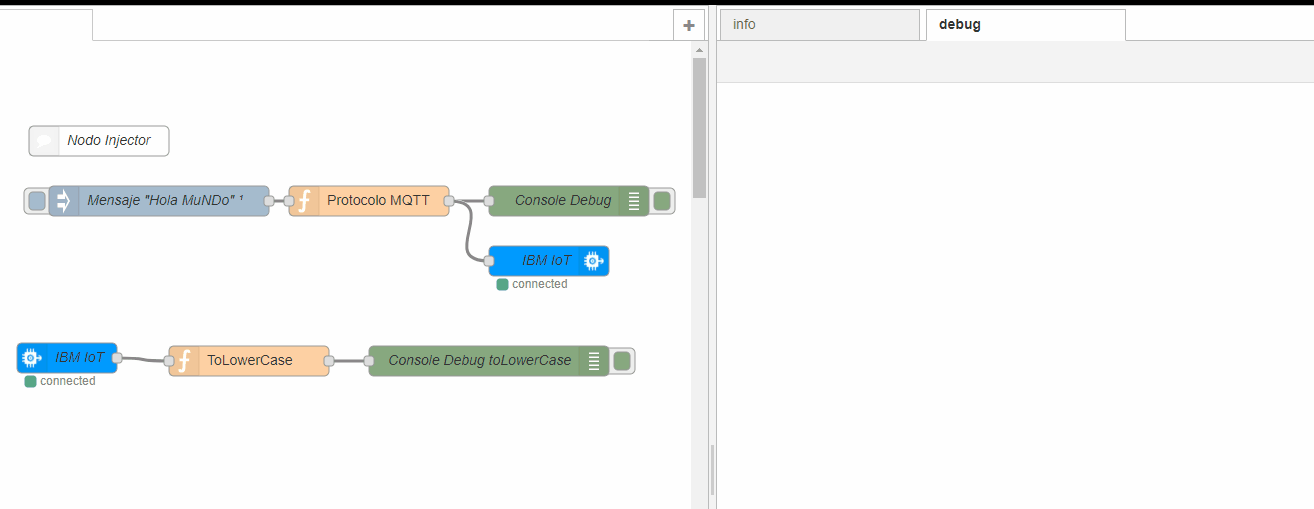 info
debug
Nodo Injector
Mensaje "Hola MuNDo" ¹
Protocolo MQTT
Console Debug
IBM IoT
connected
IBM IoT
connected
ToLowerCase
Console Debug toLowerCase